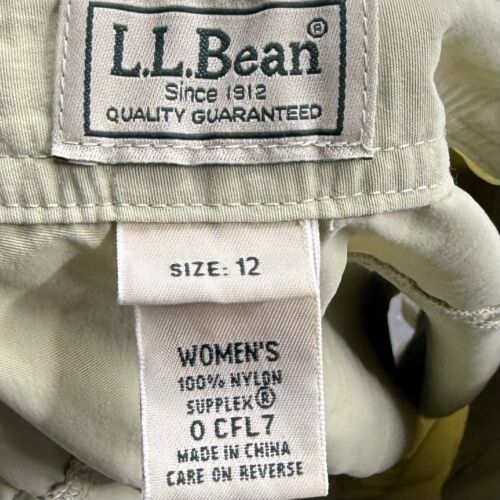 L.L.Bean®
Since 1912
QUALITY GUARANTEED
SIZE: 12
WOMEN'S
100% NYLON
SUPPLEX®
0 CFL7
MADE IN CHINA
CARE ON REVERSE